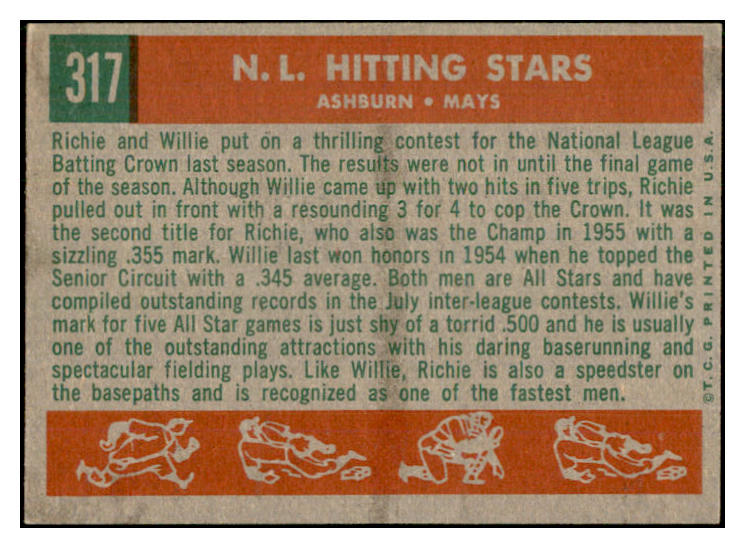 317
N. L. HITTING STARS
ASHBURN • MAYS
Richie and Willie put on a thrilling contest for the National League
Batting Crown last season. The results were not in until the final game
of the season. Although Willie came up with two hits in five trips, Richie
pulled out in front with a resounding 3 for 4 to cop the Crown. It was
the second title for Richie, who also was the Champ in 1955 with a
sizzling .355 mark. Willie last won honors in 1954 when he topped the
Senior Circuit with a .345 average. Both men are All Stars and have
compiled outstanding records in the July inter-league contests. Willie's
mark for five All Star games is just shy of a torrid .500 and he is usually
one of the outstanding attractions with his daring baserunning and
spectacular fielding plays. Like Willie, Richie is also a speedster on
the basepaths and is recognized as one of the fastest men.
©T. C. G. PRINTED IN U.S.A.